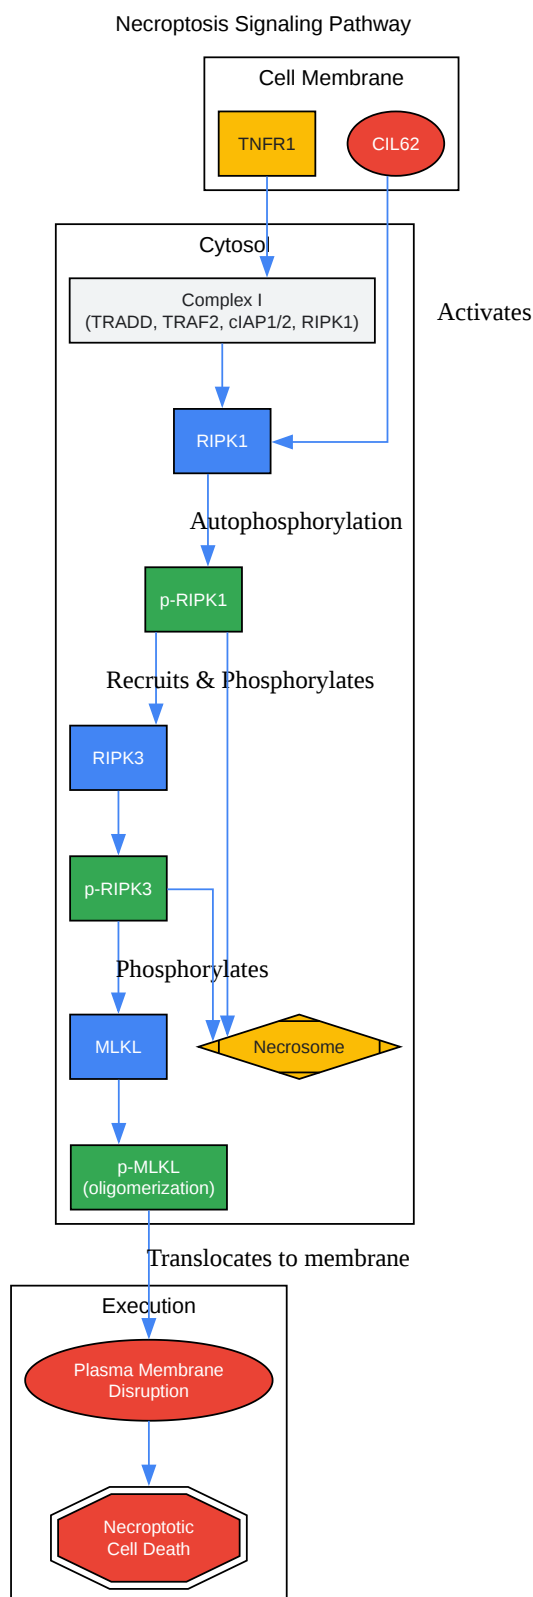 Necroptosis Signaling Pathway
Cell Membrane
TNFR1
CIL62
Cytosol
Complex I
(TRADD, TRAF2, cIAP1/2, RIPK1)
Activates
RIPK1
Autophosphorylation
p-RIPK1
Recruits & Phosphorylates
RIPK3
p-RIPK3
Phosphorylates
MLKL
Necrosome
p-MLKL
(oligomerization)
Translocates to membrane
Execution
Plasma Membrane
Disruption
Necroptotic
Cell Death